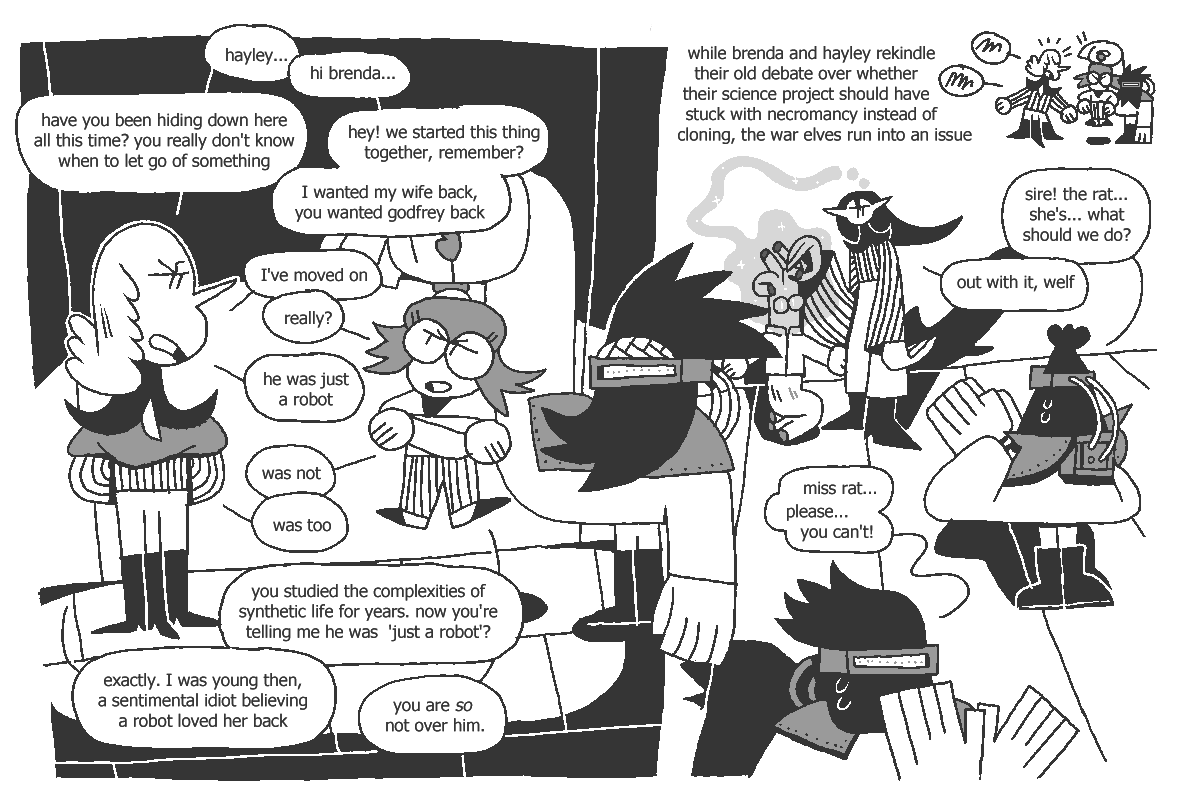 hayley...
hi brenda...
have you been hiding down here
all this time? you really don't know
when to let go of something
hey! we started this thing
together, remember?
I wanted my wife back,
you wanted godfrey back
I've moved on
really?
he was just
a robot
was not
was too
you studied the complexities of
synthetic life for years. now you're
telling me he was 'just a robot'?
exactly. I was young then,
a sentimental idiot believing
a robot loved her back
you are so
not over him.
while brenda and hayley rekindle
their old debate over whether
their science project should have
stuck with necromancy instead of
cloning, the war elves run into an issue
sire! the rat...
she's... what
should we do?
out with it, welf
miss rat...
please...
you can't!